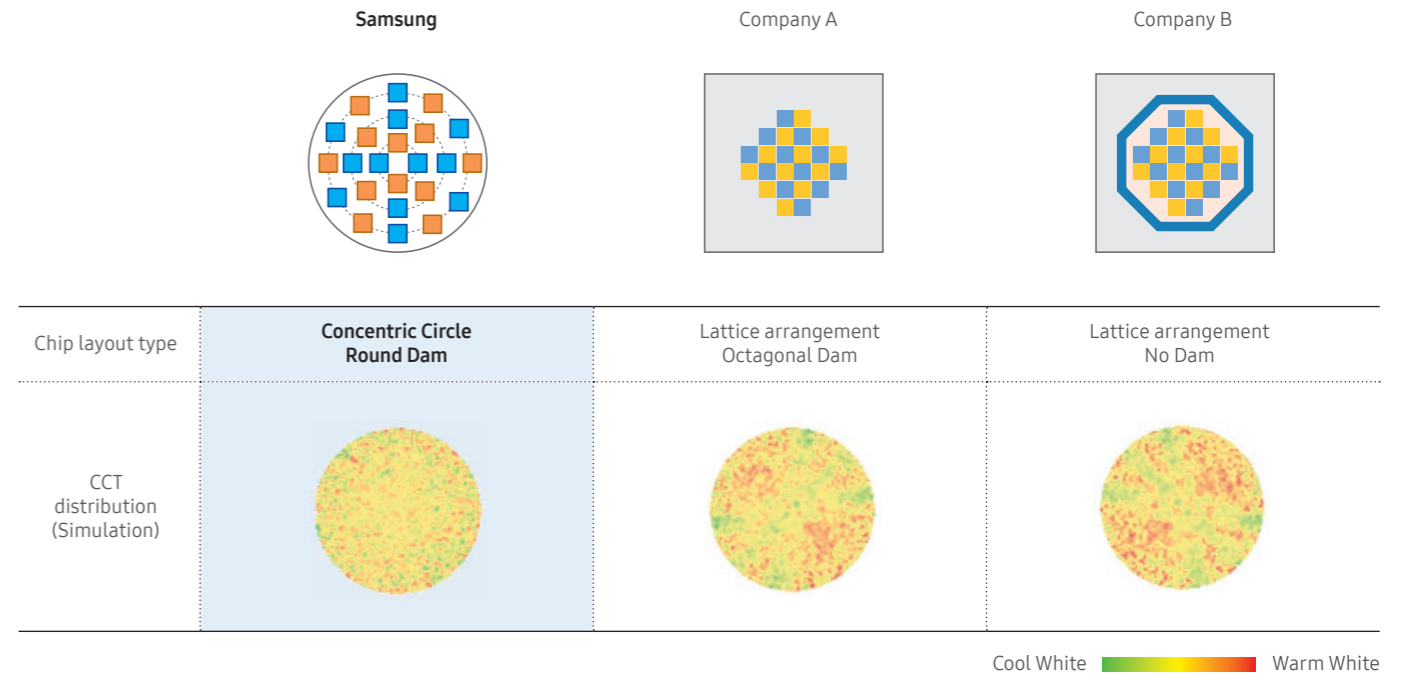 Samsung
Company A
Company B
Chip layout type
Concentric Circle
Round Dam
Lattice arrangement
Octagonal Dam
Lattice arrangement
No Dam
CCT
distribution
(Simulation)
Cool White
Warm White